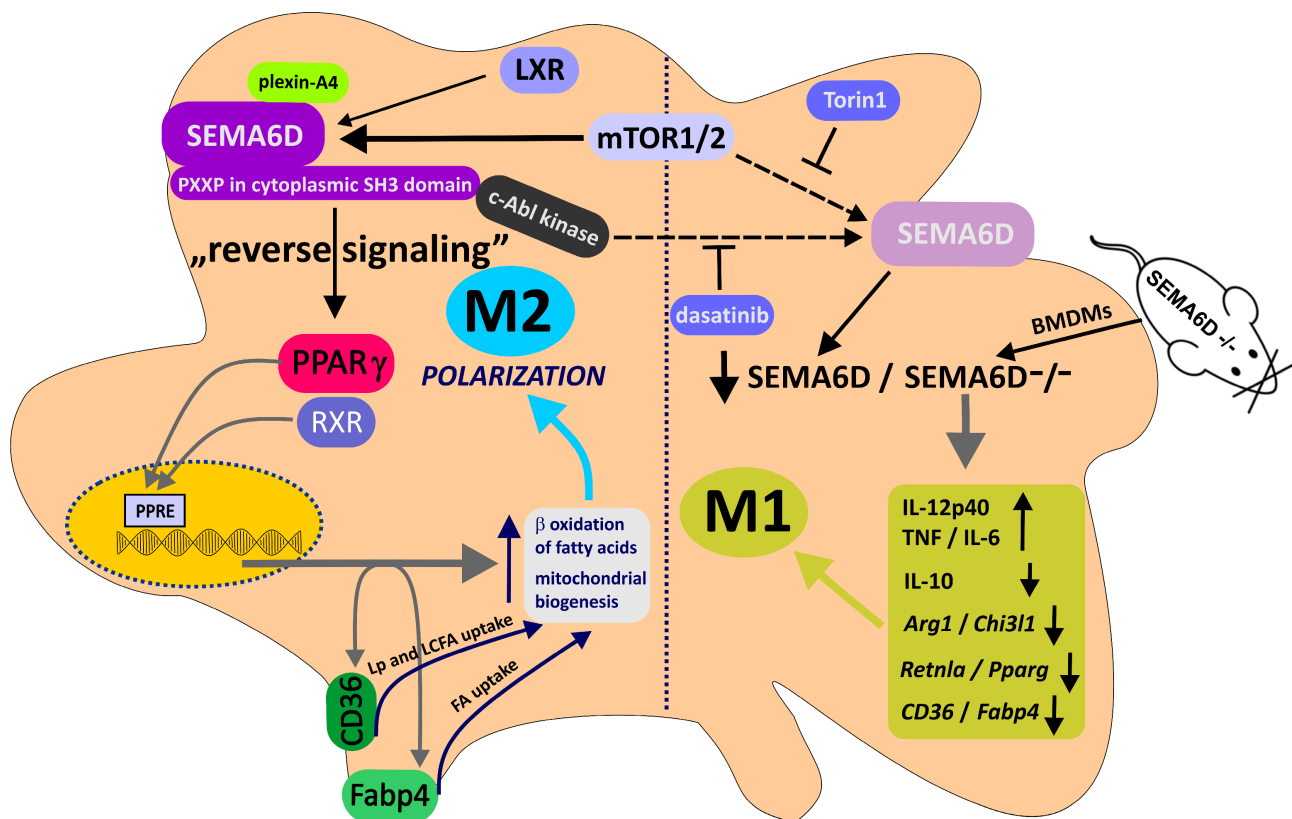 plexin-A4
LXR
Torin1
SEMA6D
mTOR1/2
PXXP in cytoplasmic SH3 domain
c-Abl kinase
SEMA6D
„reverse signaling”
M2
POLARIZATION
dasatinib
BMDMs
SEMA6D -/-
PPAR γ
RXR
SEMA6D / SEMA6D−/−
PPRE
β oxidation
of fatty acids
mitochondrial
biogenesis
M1
IL-12p40
TNF / IL-6
IL-10
Arg1 / Chi3l1
Retnla / Pparg
CD36 / Fabp4
Lp and LCFA uptake
FA uptake
CD36
Fabp4